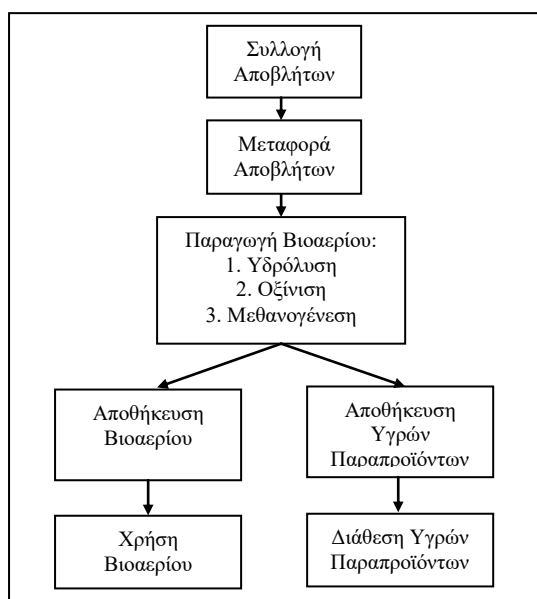 Συλλογή
Αποβλήτων
Μεταφορά
Αποβλήτων
Παραγωγή Βιοαερίου:
1. Υδρόλυση
2. Οξίνιση
3. Μεθανογένεση
Αποθήκευση
Βιοαερίου
Αποθήκευση
Υγρών
Παραπροϊόντων
Χρήση
Βιοαερίου
Διάθεση Υγρών
Παραπροϊόντων